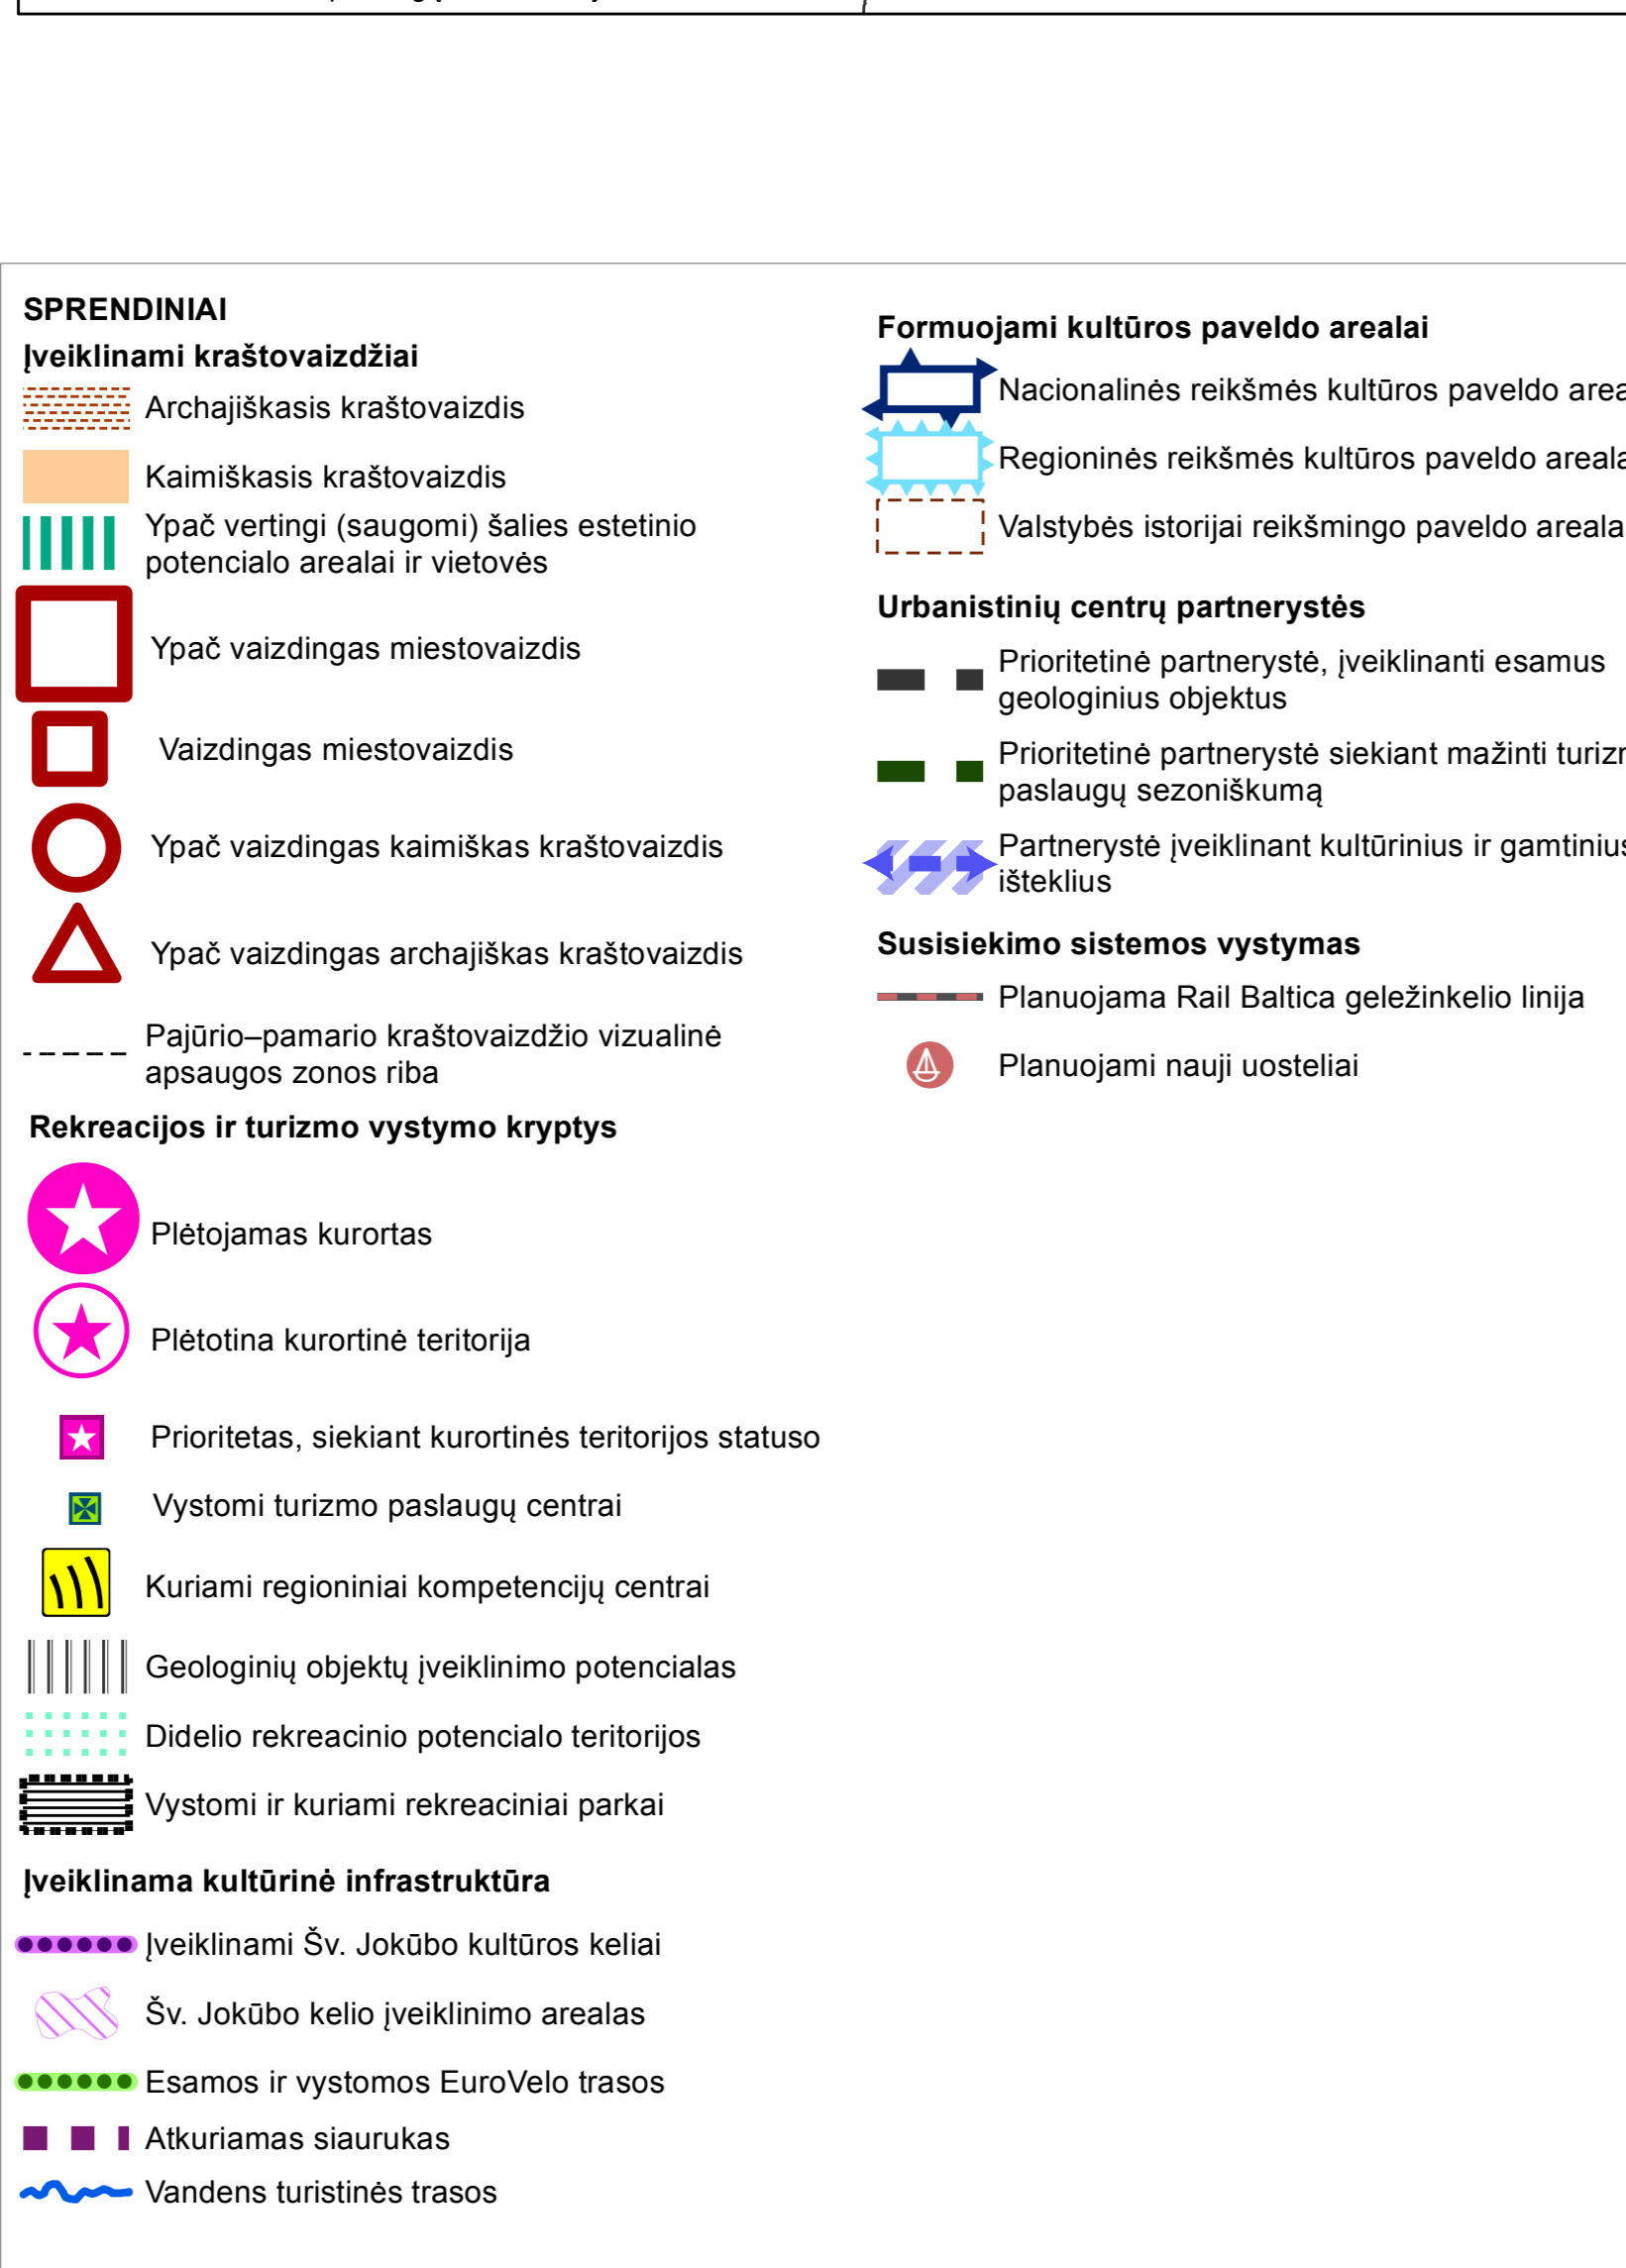 SPRENDINIAI
Įveiklinami kraštovaizdžiai
Archajiškasis kraštovaizdis
Kaimiškasis kraštovaizdis
Ypač vertingi (saugomi) šalies estetinio
potencialo arealai ir vietovės
Ypač vaizdingas miestovaizdis
Vaizdingas miestovaizdis
Ypač vaizdingas kaimiškas kraštovaizdis
Ypač vaizdingas archajiškas kraštovaizdis
Pajūrio–pamario kraštovaizdžio vizualinė
apsaugos zonos riba
Rekreacijos ir turizmo vystymo kryptys
Plėtojamas kurortas
Plėtotina kurortinė teritorija
Prioritetas, siekiant kurortinės teritorijos statuso
Vystomi turizmo paslaugų centrai
Kuriami regioniniai kompetencijų centrai
Geologinių objektų įveiklinimo potencialas
Didelio rekreacinio potencialo teritorijos
Vystomi ir kuriami rekreaciniai parkai
Įveiklinama kultūrinė infrastruktūra
Įveiklinami Šv. Jokūbo kultūros keliai
Šv. Jokūbo kelio įveiklinimo arealas
Esamos ir vystomos EuroVelo trasos
Atkuriamas siaurukas
Vandens turistinės trasos
Formuojami kultūros paveldo arealai
Nacionalinės reikšmės kultūros paveldo
Regioninės reikšmės kultūros paveldo
Valstybės istorijai reikšmingo paveldo
Urbanistinių centrų partnerystės
Prioritetinė partnerystė, įveiklinanti esamus
geologinius objektus
Prioritetinė partnerystė siekiant mažinti
paslaugų sezoniškumą
Partnerystė įveiklinant kultūrinius ir gamtinius
išteklius
Susisiekimo sistemos vystymas
Planuojama Rail Baltica geležinkelio linija
Planuojami nauji uosteliai